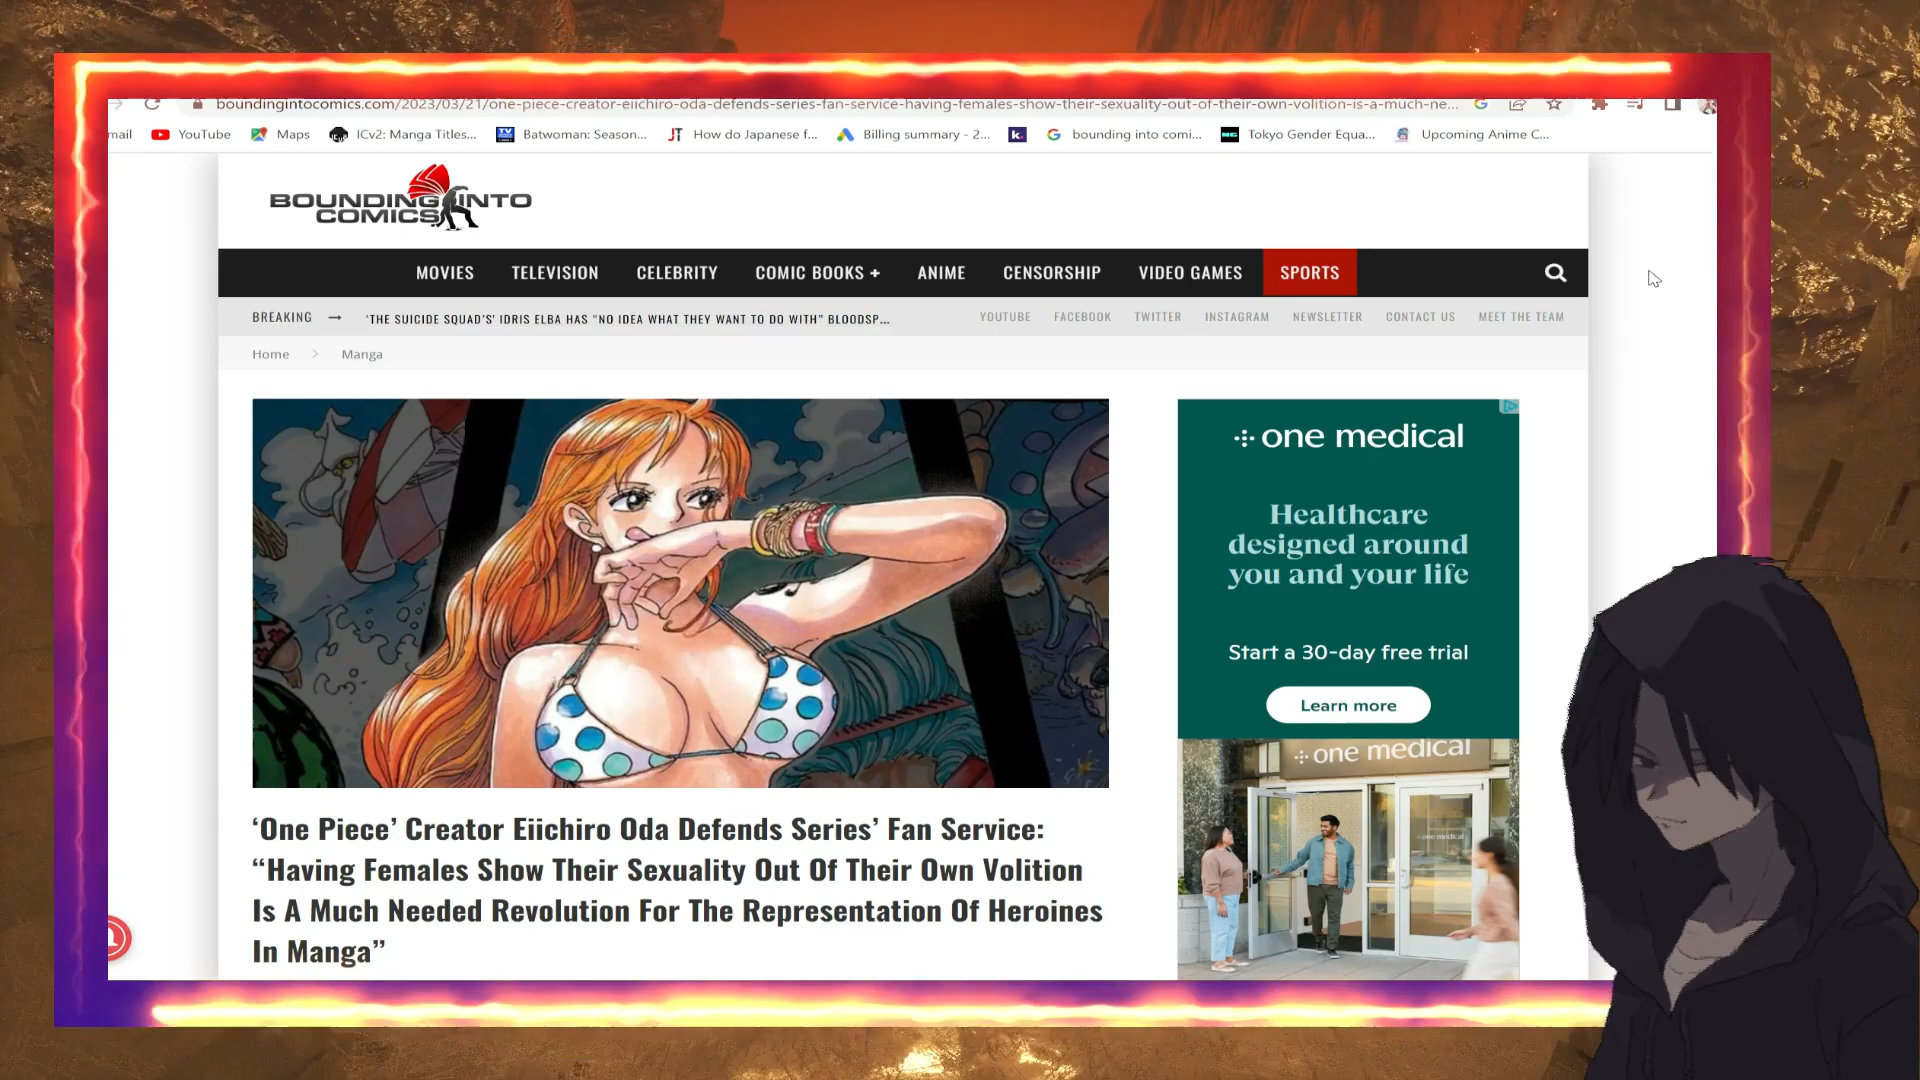 boundingintocomics.com/2023/03/21/one-piece-creator-eiichiro-oda-defends-series-fan-service-having-females-show-their-sexuality-out-of-their-own-volition-is-a-much-ne...
mail YouTube Maps ICv2: Manga Titles... Batwoman: Season... How do Japanese f... Billing summary - 2... bounding into comi... Tokyo Gender Equa... Upcoming Anime C...
BOUNDING INTO
COMICS
MOVIES TELEVISION CELEBRITY COMIC BOOKS + ANIME CENSORSHIP VIDEO GAMES SPORTS
BREAKING → 'THE SUICIDE SQUAD'S' IDRIS ELBA HAS "NO IDEA WHAT THEY WANT TO DO WITH" BLOODSP... YOUTUBE FACEBOOK TWITTER INSTAGRAM NEWSLETTER CONTACT US MEET THE TEAM
Home > Manga
one medical
Healthcare
designed around
you and your life
Start a 30-day free trial
Learn more
one medical
one medical
‘One Piece’ Creator Eiichiro Oda Defends Series’ Fan Service:
“Having Females Show Their Sexuality Out Of Their Own Volition
Is A Much Needed Revolution For The Representation Of Heroines
In Manga”